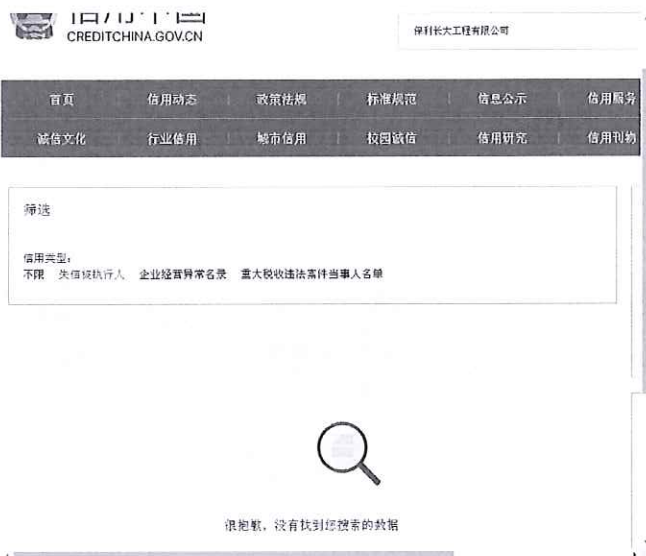 信用中国
CREDITCHINA.GOV.CN
保利长大工程有限公司
首页 信用动态 政策法规 标准规范 信息公示 信用服务
诚信文化 行业信用 城市信用 校园诚信 信用研究 信用刊物
筛选
信用类型:
不限 失信被执行人 企业经营异常名录 重大税收违法案件当事人名单
很抱歉，没有找到您搜索的数据